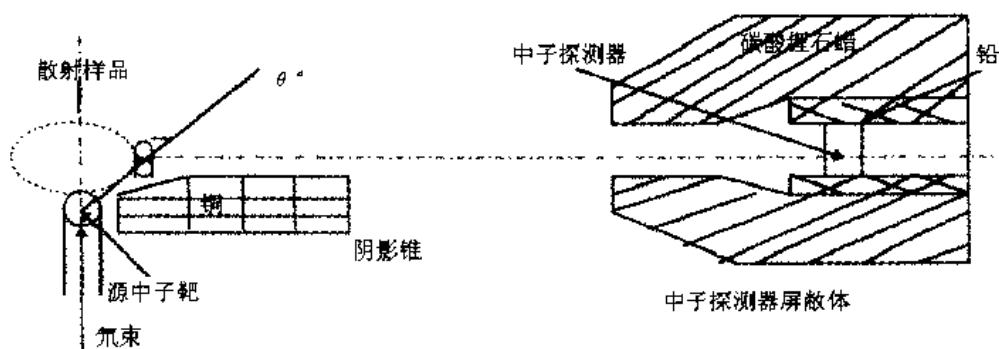 碳酸锂石蜡
中子探测器
铅
散射样品
θ
铜
阴影锥
源中子靶
中子探测器屏敝体
氘束